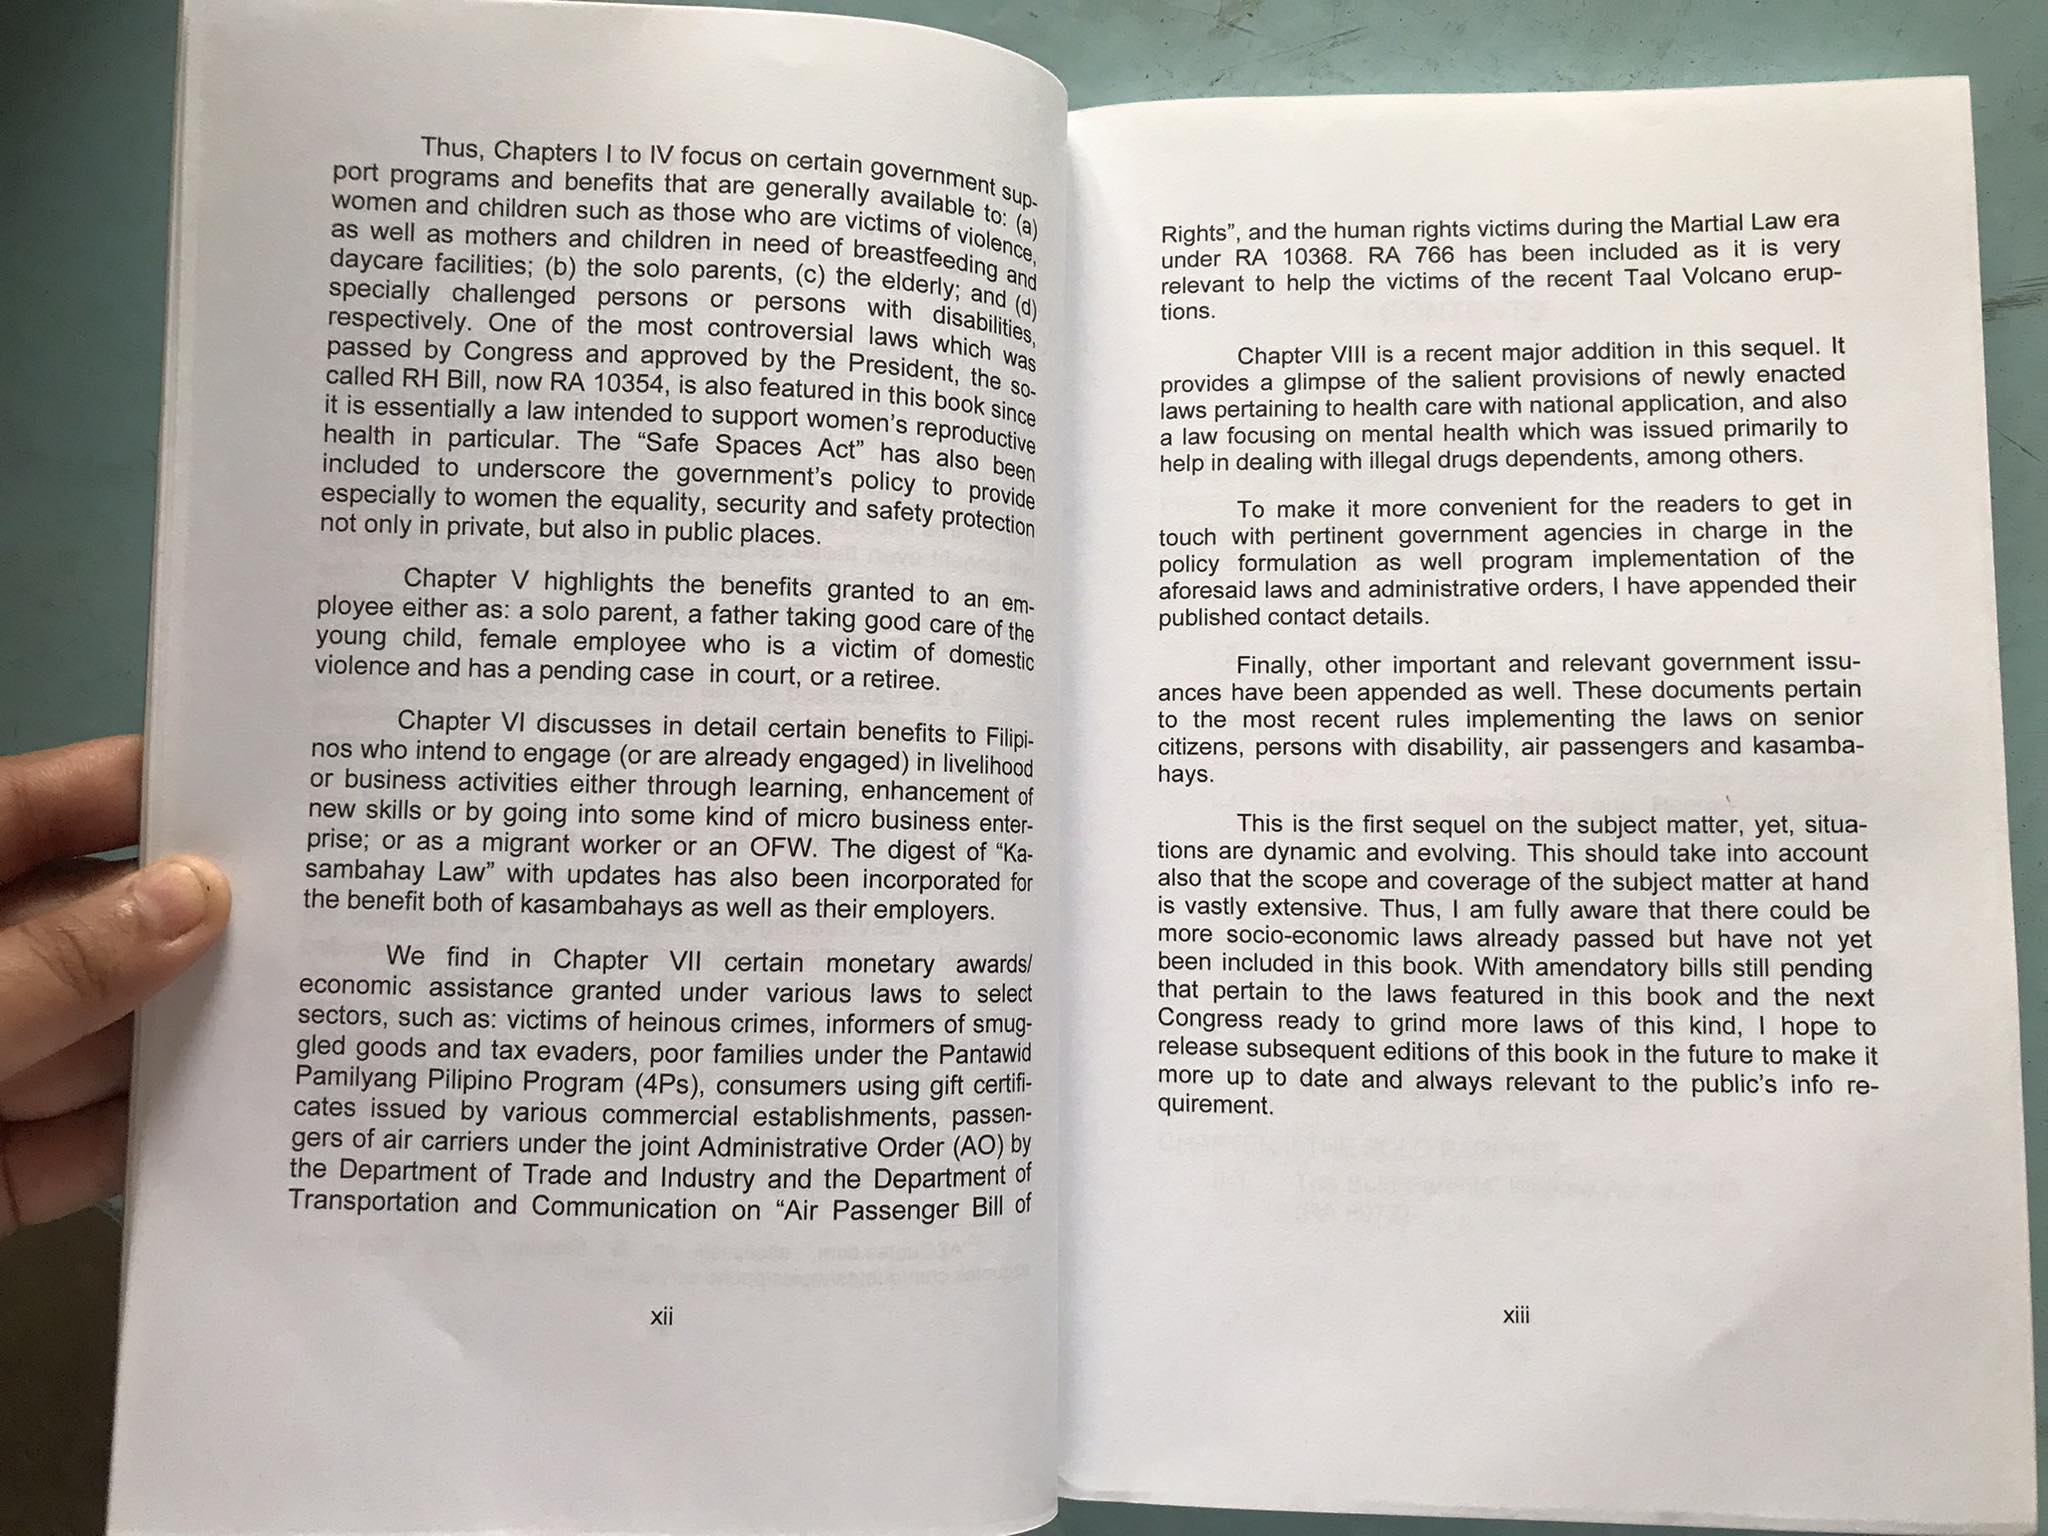 Thus, Chapters I to IV focus on certain government sup-
port programs and benefits that are generally available to: (a)
women and children such as those who are victims of violence,
as well as mothers and children in need of breastfeeding and
daycare facilities; (b) the solo parents, (c) the elderly; and (d)
specially challenged persons or persons with disabilities,
respectively. One of the most controversial laws which was
passed by Congress and approved by the President, the so-
called RH Bill, now RA 10354, is also featured in this book since
it is essentially a law intended to support women's reproductive
health in particular. The “Safe Spaces Act” has also been
included to underscore the government's policy to provide
especially to women the equality, security and safety protection
not only in private, but also in public places.
Chapter V highlights the benefits granted to an em-
ployee either as: a solo parent, a father taking good care of the
young child, female employee who is a victim of domestic
violence and has a pending case in court, or a retiree.
Chapter VI discusses in detail certain benefits to Filipi-
nos who intend to engage (or are already engaged) in livelihood
or business activities either through learning, enhancement of
new skills or by going into some kind of micro business enter-
prise; or as a migrant worker or an OFW. The digest of “Ka-
sambahay Law” with updates has also been incorporated for
the benefit both of kasambahays as well as their employers.
We find in Chapter VII certain monetary awards/
economic assistance granted under various laws to select
sectors, such as: victims of heinous crimes, informers of smug-
gled goods and tax evaders, poor families under the Pantawid
Pamilyang Pilipino Program (4Ps), consumers using gift certifi-
cates issued by various commercial establishments, passen-
gers of air carriers under the joint Administrative Order (AO) by
the Department of Trade and Industry and the Department of
Transportation and Communication on “Air Passenger Bill of
xii
Rights”, and the human rights victims during the Martial Law era
under RA 10368. RA 766 has been included as it is very
relevant to help the victims of the recent Taal Volcano erup-
tions.
Chapter VIII is a recent major addition in this sequel. It
provides a glimpse of the salient provisions of newly enacted
laws pertaining to health care with national application, and also
a law focusing on mental health which was issued primarily to
help in dealing with illegal drugs dependents, among others.
To make it more convenient for the readers to get in
touch with pertinent government agencies in charge in the
policy formulation as well program implementation of the
aforesaid laws and administrative orders, I have appended their
published contact details.
Finally, other important and relevant government issu-
ances have been appended as well. These documents pertain
to the most recent rules implementing the laws on senior
citizens, persons with disability, air passengers and kasamba-
hays.
This is the first sequel on the subject matter, yet, situa-
tions are dynamic and evolving. This should take into account
also that the scope and coverage of the subject matter at hand
is vastly extensive. Thus, I am fully aware that there could be
more socio-economic laws already passed but have not yet
been included in this book. With amendatory bills still pending
that pertain to the laws featured in this book and the next
Congress ready to grind more laws of this kind, I hope to
release subsequent editions of this book in the future to make it
more up to date and always relevant to the public's info re-
quirement.
xiii